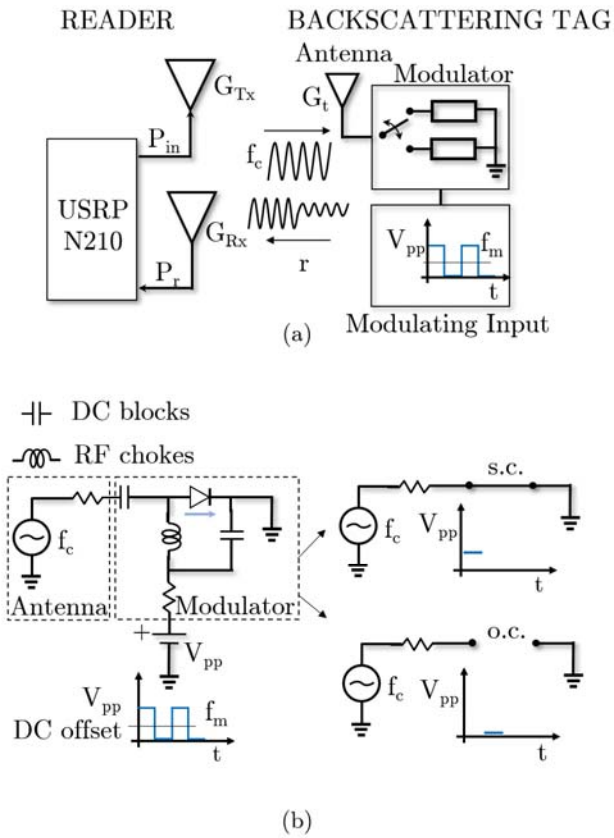 READER
BACKSCATTERING TAG
Antenna
Modulator
G_Tx
G_t
P_in
f_c
USRP
N210
G_Rx
V_pp
f_m
P_r
r
t
Modulating Input
(a)
DC blocks
RF chokes
s.c.
f_c
V_pp
t
f_c
Antenna
Modulator
+
V_pp
o.c.
f_c
V_pp
t
V_pp
DC offset
f_m
t
(b)